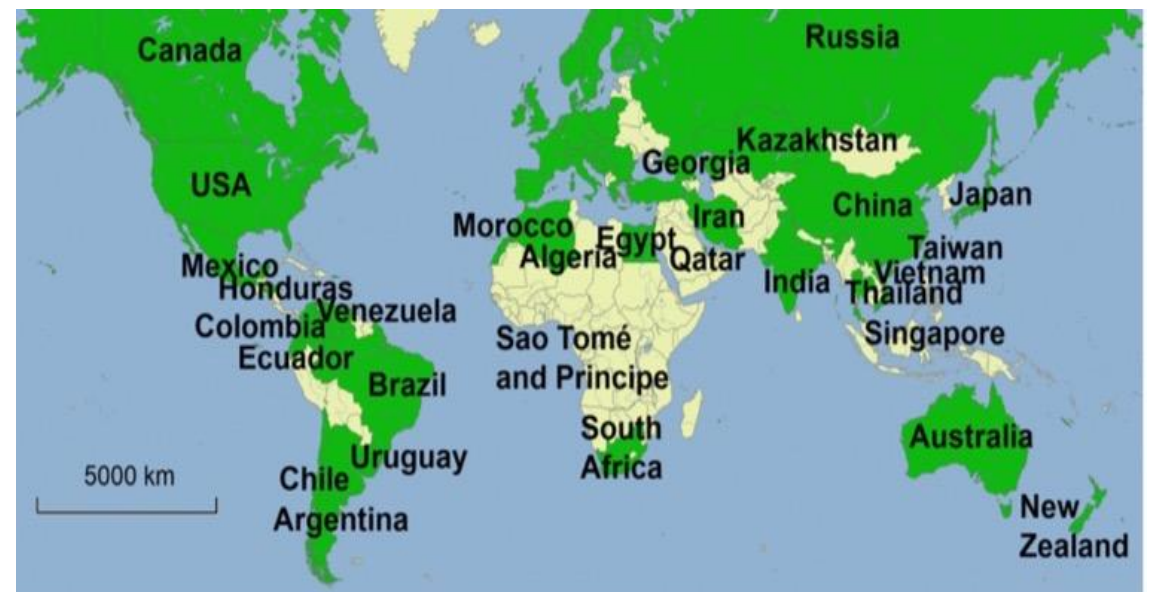 Canada
Russia
Kazakhstan
Georgia
USA
Japan
China
Iran
Morocco
Egypt
Algeria
Qatar
Taiwan
Mexico
Vietnam
India
Honduras
Thailand
Venezuela
Colombia
Singapore
Sao Tomé
and Principe
Ecuador
Brazil
South
Africa
Australia
Uruguay
5000 km
Chile
Argentina
New
Zealand